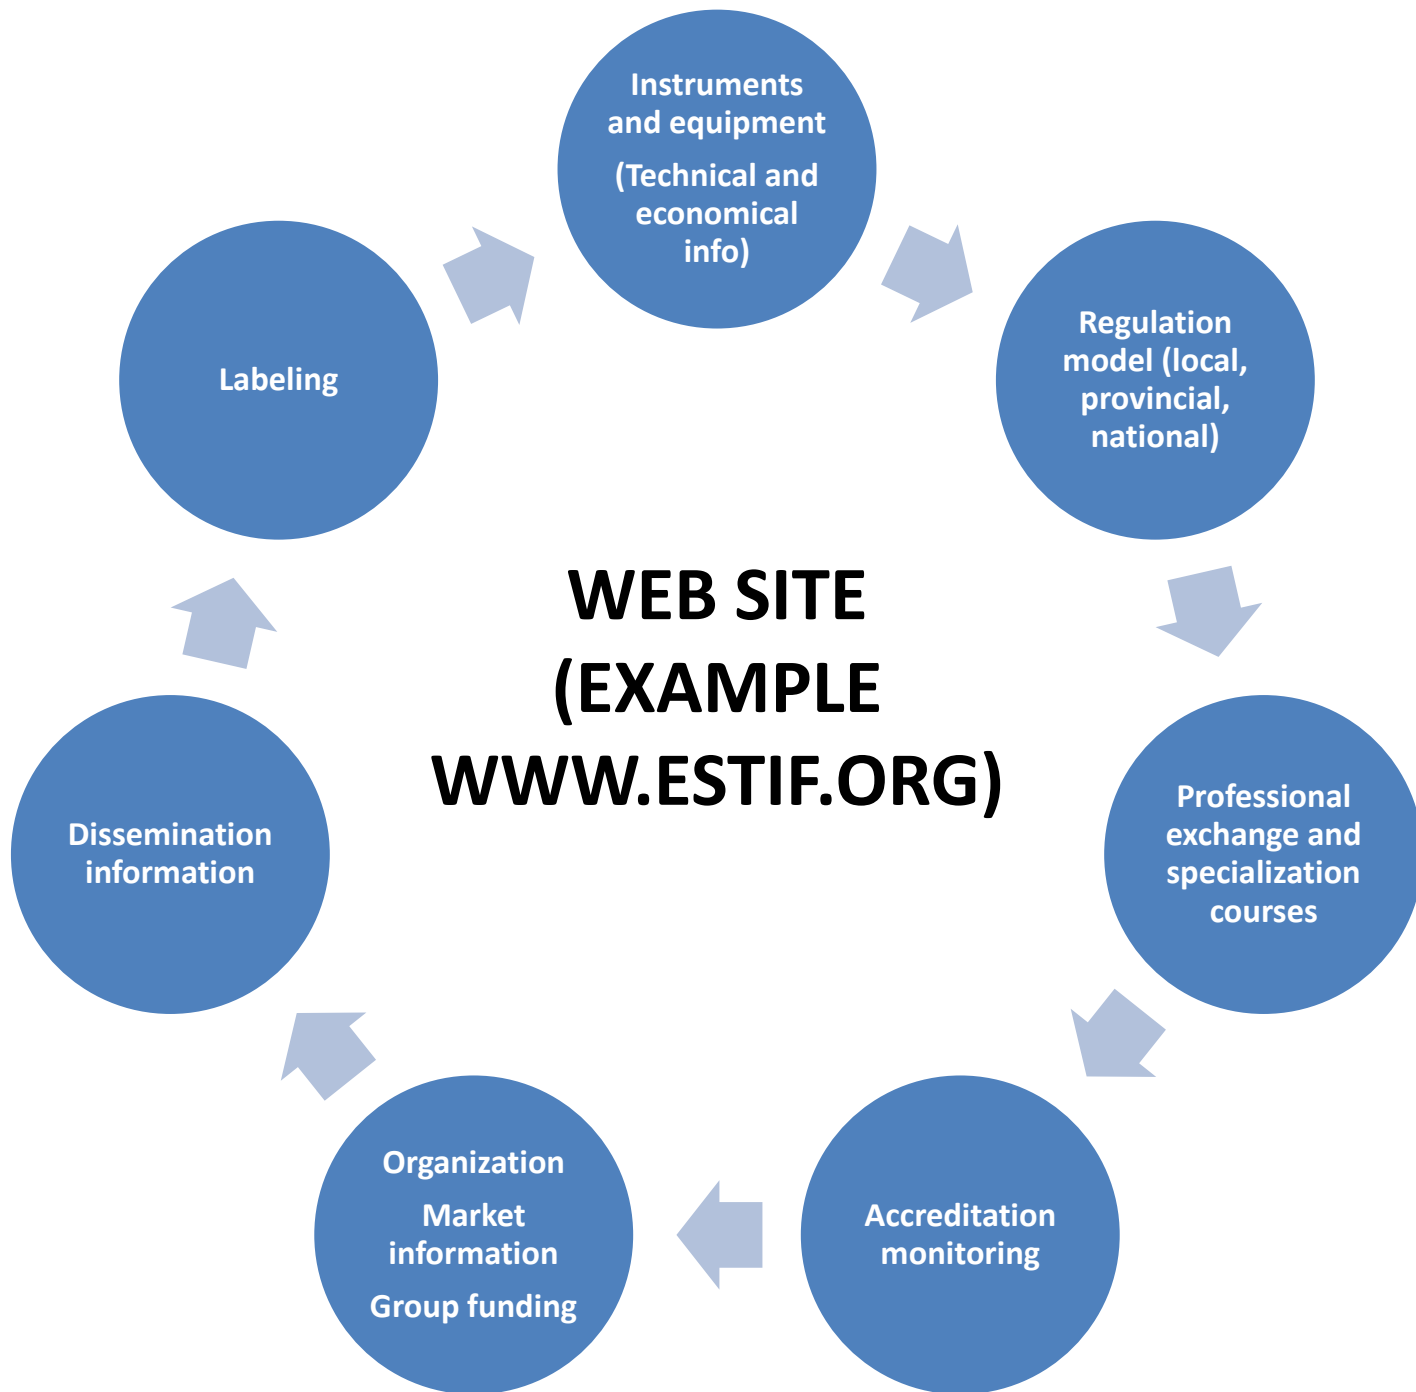 Instruments
and equipment
(Technical and
economical
info)
Regulation
model (local,
provincial,
national)
Professional
exchange and
specialization
courses
Accreditation
monitoring
Organization
Market
information
Group funding
Dissemination
information
Labeling
WEB SITE
(EXAMPLE
WWW.ESTIF.ORG)